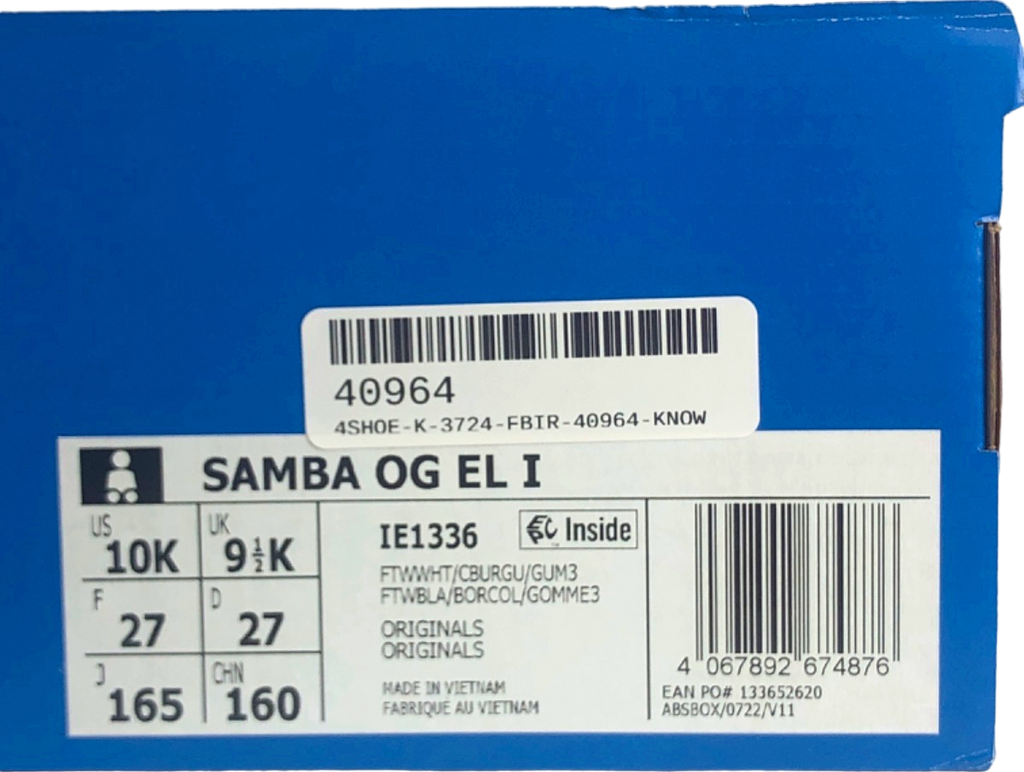 40964
4SHOE-K-3724-FBIR-40964-KNOW
SAMBA OG EL I
US 10K UK 9½K
F 27 D 27
J 165 CHN 160
IE1336 Inside
FTWWHT/CBURGU/GUM3
FTWBLA/BORCOL/GOMME3
ORIGINALS
ORIGINALS
MADE IN VIETNAM
FABRIQUÉ AU VIETNAM
4 067892 674876
EAN PO# 133652620
ABSBOX/0722/V11